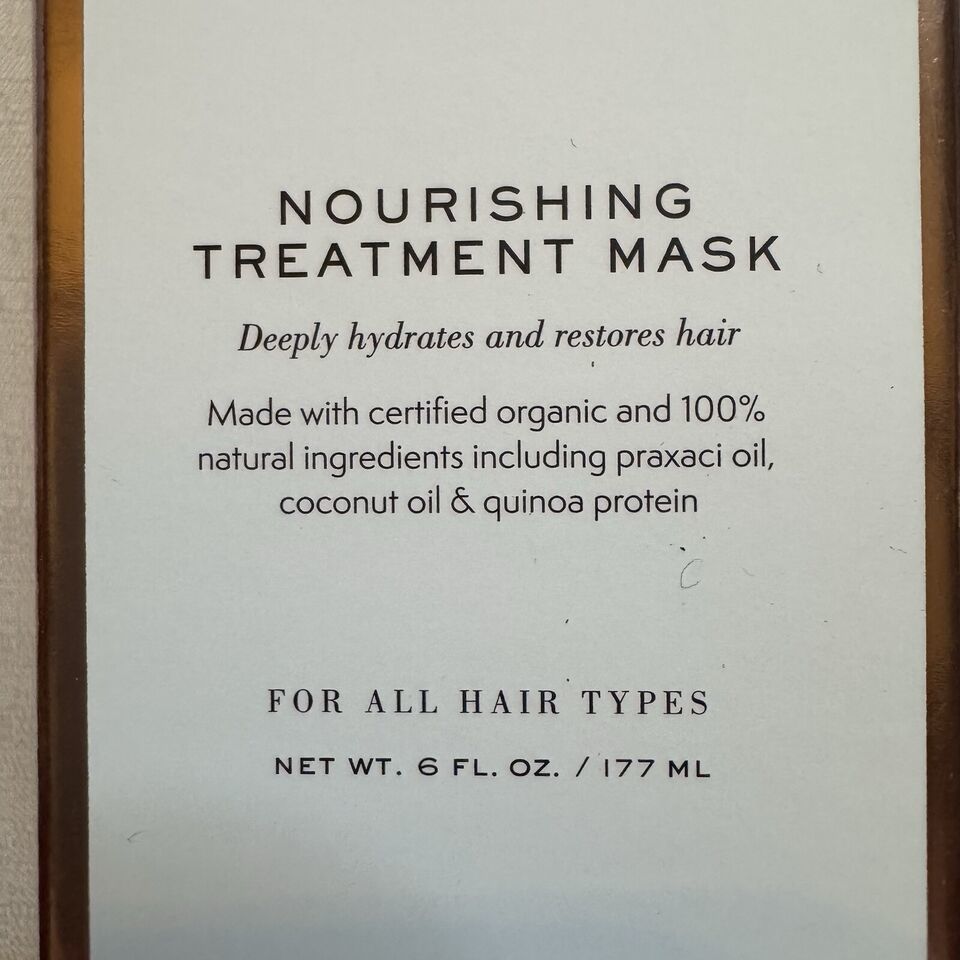 NOURISHING
TREATMENT MASK
Deeply hydrates and restores hair
Made with certified organic and 100%
natural ingredients including praxaci oil,
coconut oil & quinoa protein
FOR ALL HAIR TYPES
NET WT. 6 FL. OZ. / 177 ML